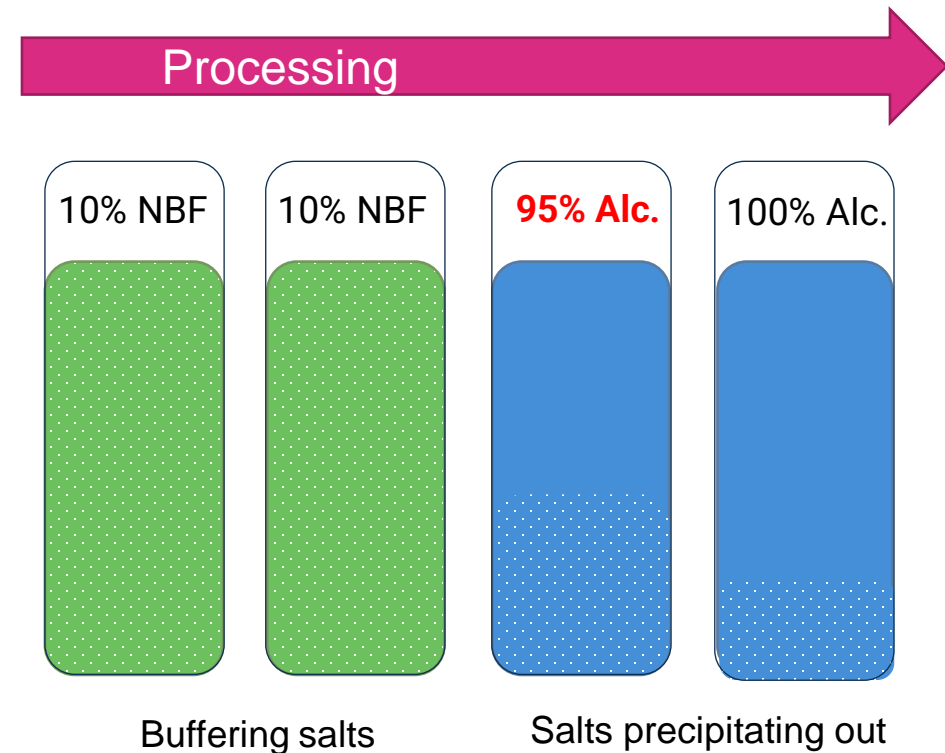 Processing
10% NBF
10% NBF
95% Alc.
100% Alc.
Buffering salts
Salts precipitating out